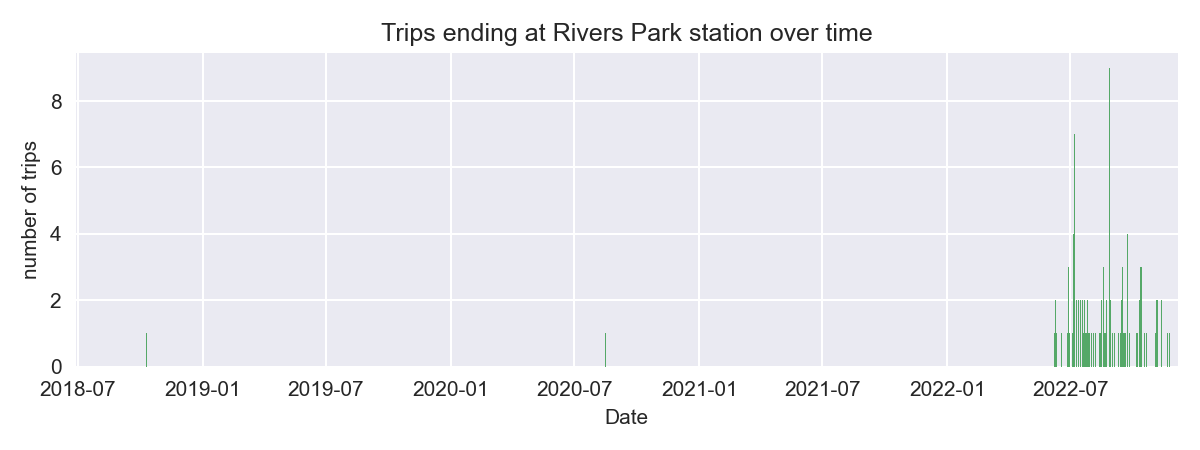 Trips ending at Rivers Park station over time
number of trips
8
6
4
2
0
2018-07 2019-01 2019-07 2020-01 2020-07 2021-01 2021-07 2022-01 2022-07
Date